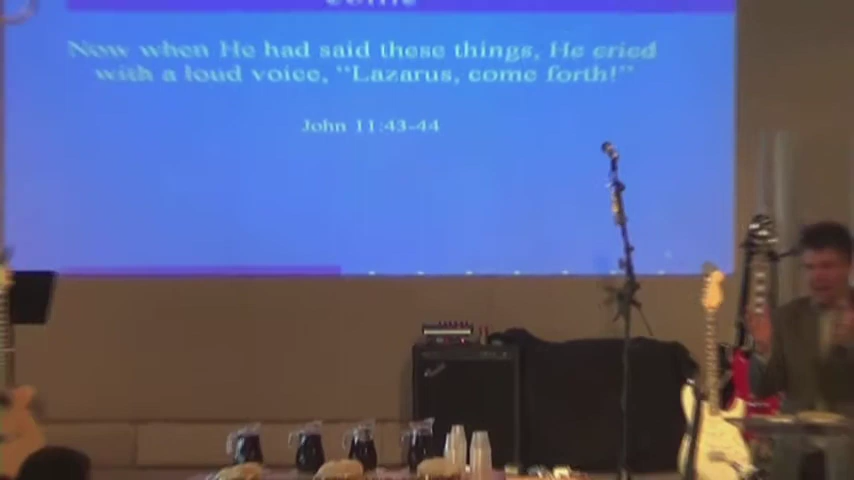 Now when He had said these things, He cried
with a loud voice, "Lazarus, come forth!"
John 11:43-44